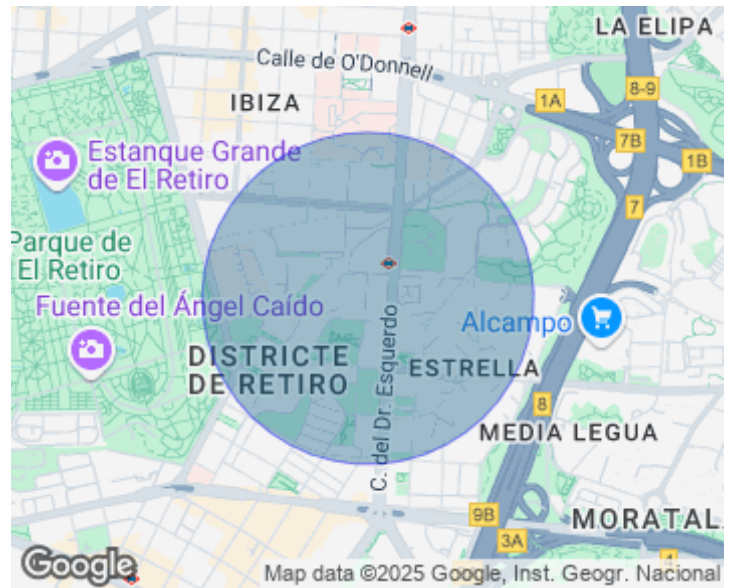 LA ELIPA
Calle de O'Donnell
8-9
1A
IBIZA
7B
1B
Estanque Grande
de El Retiro
7
Parque de
El Retiro
Fuente del Ángel Caído
Alcampo
DISTRICTE
DE RETIRO
C. del Dr. Esquerdo
ESTRELLA
8
MEDIA LEGUA
9B
MORATAL
3A
4
Google
Map data ©2025 Google, Inst. Geogr. Nacional